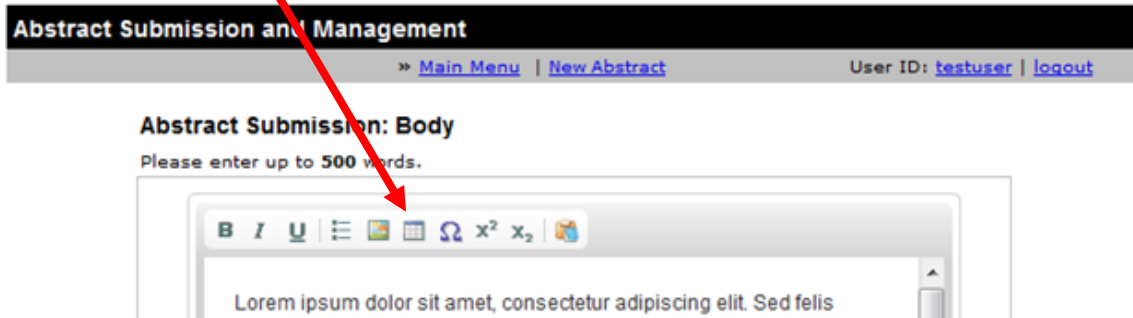 Abstract Submission and Management
» Main Menu | New Abstract User ID: testuser | logout
Abstract Submission: Body
Please enter up to 500 words.
B I U Ω x² x₂
Lorem ipsum dolor sit amet, consectetur adipiscing elit. Sed felis